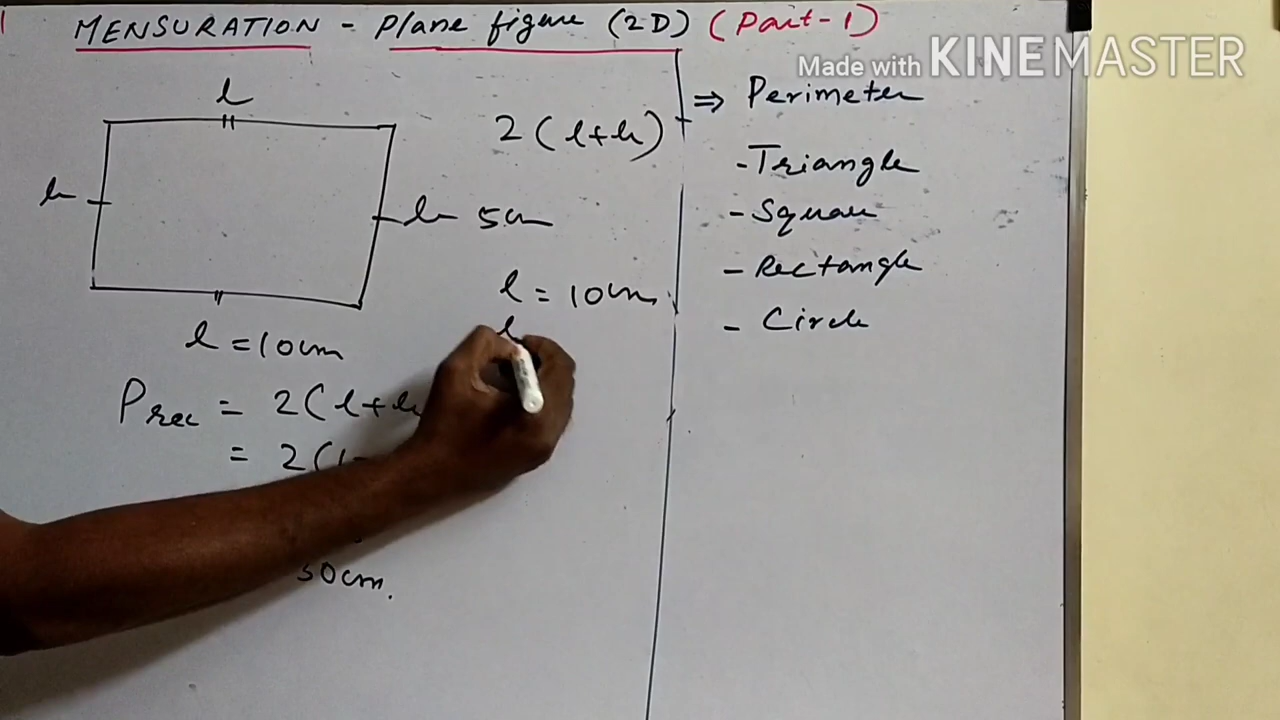 MENSURATION - Plane figure (2D) (Part-1)
Made with KINEMASTER
l
2 (l+b)
b
b 5cm
l = 10cm
l = 10cm
Prec = 2(l+b
= 2(1
30cm.
⇒ Perimeter
- Triangle
- Square
- Rectangle
- Circle